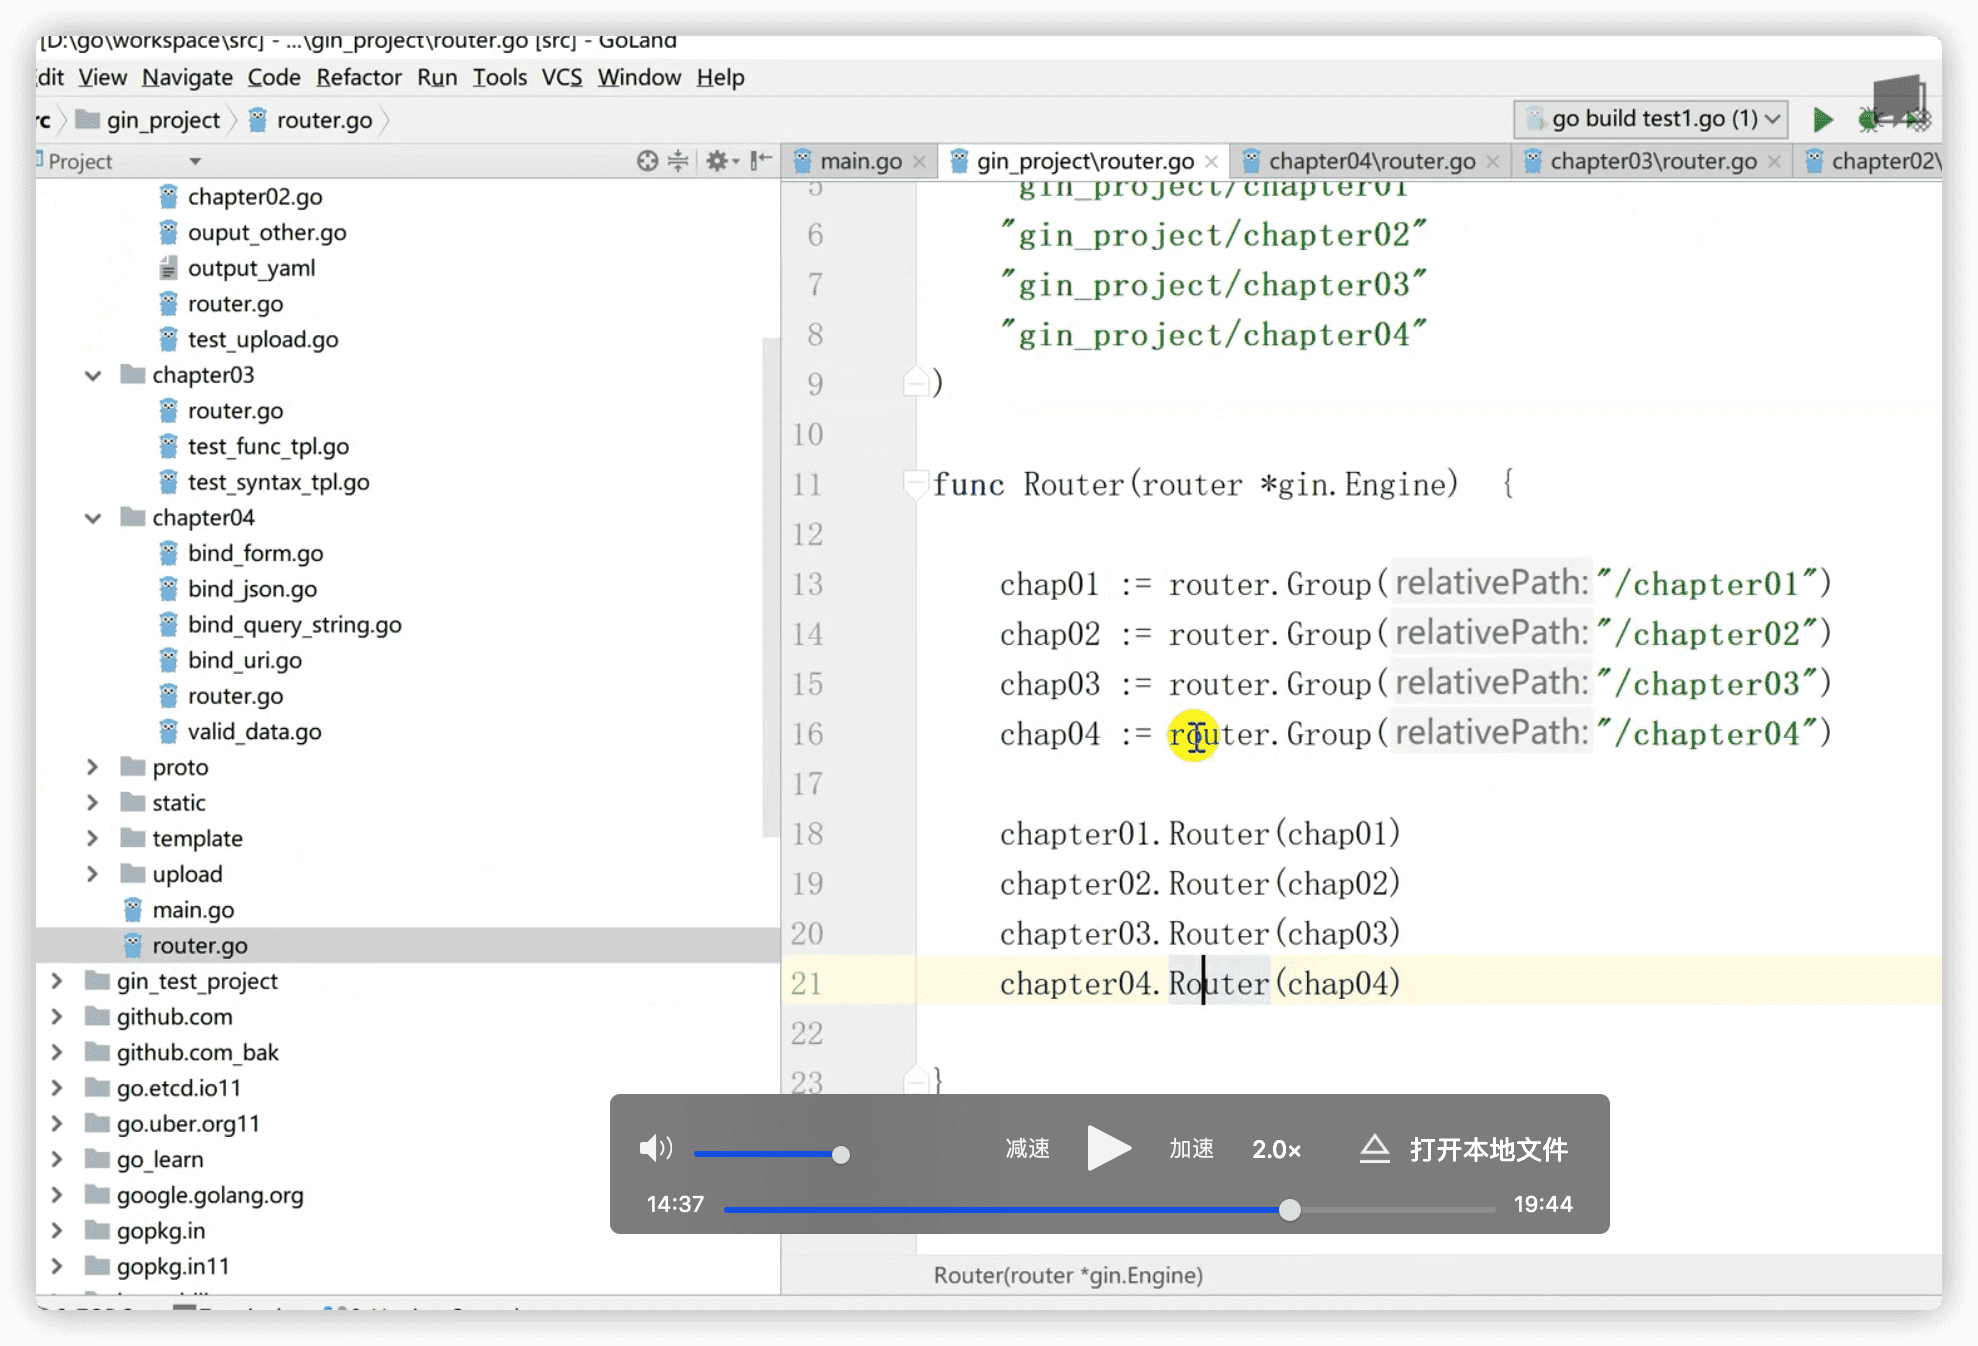 [D:\go\workspace\src] - ...\gin_project\router.go [src] - GoLand
dit View Navigate Code Refactor Run Tools VCS Window Help
rc gin_project router.go go build test1.go (1)
Project
main.go gin_project\router.go chapter04\router.go chapter03\router.go chapter02\
chapter02.go
ouput_other.go
output_yaml
router.go
test_upload.go
chapter03
router.go
test_func_tpl.go
test_syntax_tpl.go
chapter04
bind_form.go
bind_json.go
bind_query_string.go
bind_uri.go
router.go
valid_data.go
proto
static
template
upload
main.go
router.go
gin_test_project
github.com
github.com_bak
go.etcd.io11
go.uber.org11
go_learn
google.golang.org
gopkg.in
gopkg.in11
5 "gin_project/chapter01
6 "gin_project/chapter02"
7 "gin_project/chapter03"
8 "gin_project/chapter04"
9 )
10
11 func Router(router *gin.Engine) {
12
13 chap01 := router.Group( relativePath: "/chapter01")
14 chap02 := router.Group( relativePath: "/chapter02")
15 chap03 := router.Group( relativePath: "/chapter03")
16 chap04 := router.Group( relativePath: "/chapter04")
17
18 chapter01.Router(chap01)
19 chapter02.Router(chap02)
20 chapter03.Router(chap03)
21 chapter04.Router(chap04)
22
23 }
减速 加速 2.0× 打开本地文件
14:37 19:44
Router(router *gin.Engine)